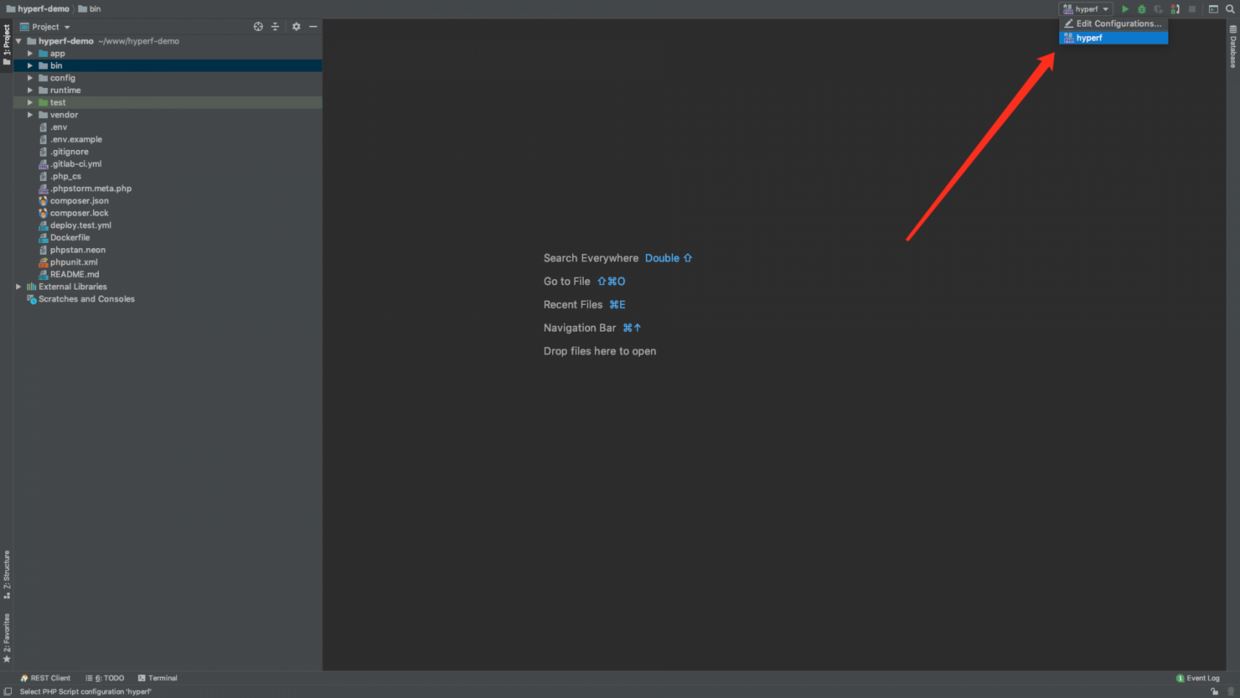 hyperf-demo bin hyperf
Edit Configurations...
hyperf
Project
hyperf-demo ~/www/hyperf-demo
app
bin
config
runtime
test
vendor
.env
.env.example
.gitignore
.gitlab-ci.yml
.php_cs
.phpstorm.meta.php
composer.json
composer.lock
deploy.test.yml
Dockerfile
phpstan.neon
phpunit.xml
README.md
External Libraries
Scratches and Consoles
1: Project
Z: Structure
2: Favorites
Search Everywhere Double ⇧
Go to File ⇧⌘O
Recent Files ⌘E
Navigation Bar ⌘↑
Drop files here to open
Database
REST Client 6: TODO Terminal 1 Event Log
Select PHP Script configuration 'hyperf'